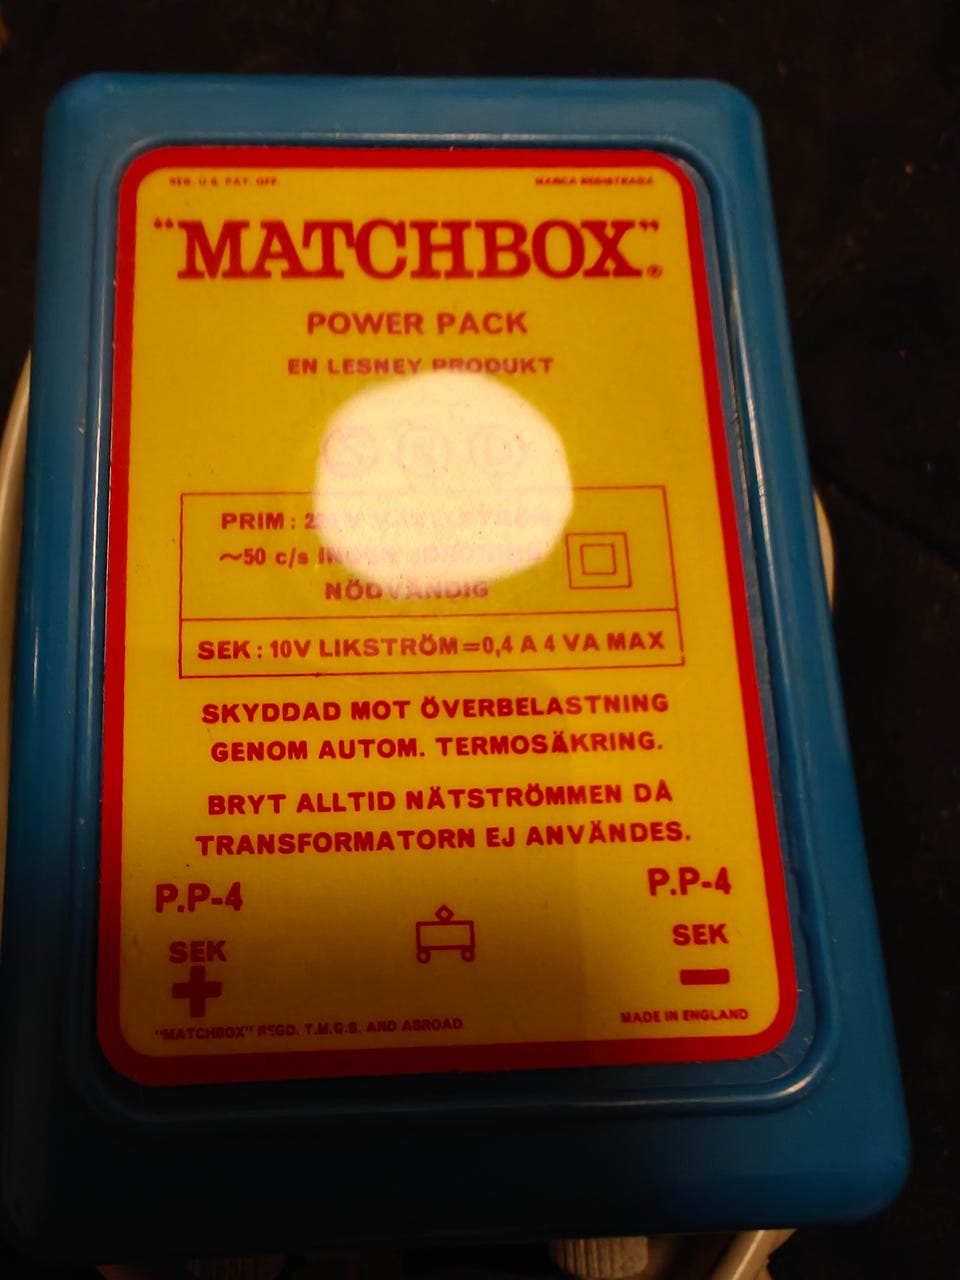 REG. U.S. PAT. OFF. MARCA REGISTRADA
"MATCHBOX"®
POWER PACK
EN LESNEY PRODUKT
S N D
PRIM: V
~50 c/s
NÖDVÄNDIG
SEK: 10V LIKSTRÖM=0,4 A 4 VA MAX
SKYDDAD MOT ÖVERBELASTNING
GENOM AUTOM. TERMOSÄKRING.
BRYT ALLTID NÄTSTRÖMMEN DÅ
TRANSFORMATORN EJ ANVÄNDES.
P.P-4 P.P-4
SEK SEK
+ −
"MATCHBOX" REGD. T.M.G.B. AND ABROAD MADE IN ENGLAND